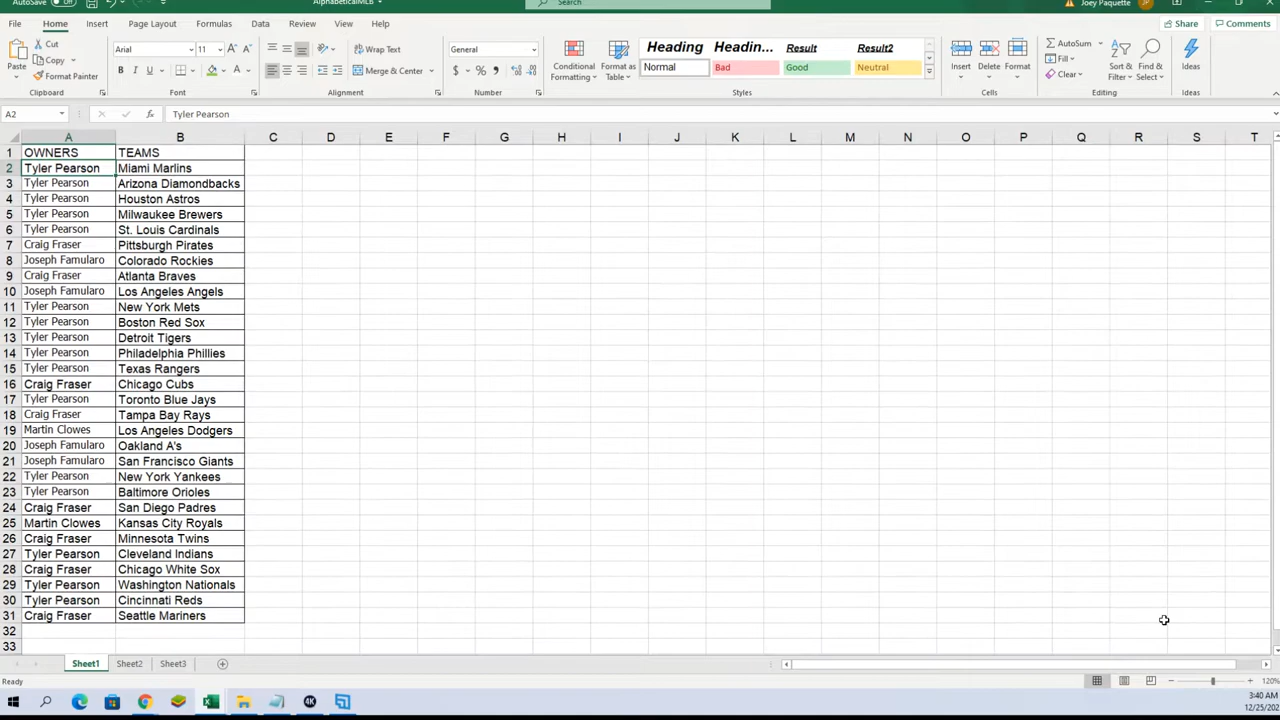 AutoSave Off AlphabeticalMLB Search Joey Paquette JP
File Home Insert Page Layout Formulas Data Review View Help Share Comments
Paste Cut Copy Format Painter Clipboard
Arial 11 A A B I U A Font
Wrap Text Merge & Center Alignment
General $ % , Number
Conditional Formatting Format as Table
Heading Headin... Result Result2
Normal Bad Good Neutral
Styles
Insert Delete Format Cells
AutoSum Fill Clear Sort & Filter Find & Select Editing
Ideas Ideas
A2 fx Tyler Pearson
A B C D E F G H I J K L M N O P Q R S T
1 OWNERS TEAMS
2 Tyler Pearson Miami Marlins
3 Tyler Pearson Arizona Diamondbacks
4 Tyler Pearson Houston Astros
5 Tyler Pearson Milwaukee Brewers
6 Tyler Pearson St. Louis Cardinals
7 Craig Fraser Pittsburgh Pirates
8 Joseph Famularo Colorado Rockies
9 Craig Fraser Atlanta Braves
10 Joseph Famularo Los Angeles Angels
11 Tyler Pearson New York Mets
12 Tyler Pearson Boston Red Sox
13 Tyler Pearson Detroit Tigers
14 Tyler Pearson Philadelphia Phillies
15 Tyler Pearson Texas Rangers
16 Craig Fraser Chicago Cubs
17 Tyler Pearson Toronto Blue Jays
18 Craig Fraser Tampa Bay Rays
19 Martin Clowes Los Angeles Dodgers
20 Joseph Famularo Oakland A's
21 Joseph Famularo San Francisco Giants
22 Tyler Pearson New York Yankees
23 Tyler Pearson Baltimore Orioles
24 Craig Fraser San Diego Padres
25 Martin Clowes Kansas City Royals
26 Craig Fraser Minnesota Twins
27 Tyler Pearson Cleveland Indians
28 Craig Fraser Chicago White Sox
29 Tyler Pearson Washington Nationals
30 Tyler Pearson Cincinnati Reds
31 Craig Fraser Seattle Mariners
32
33
Sheet1 Sheet2 Sheet3
Ready 120%
4K 3:40 AM
12/25/202